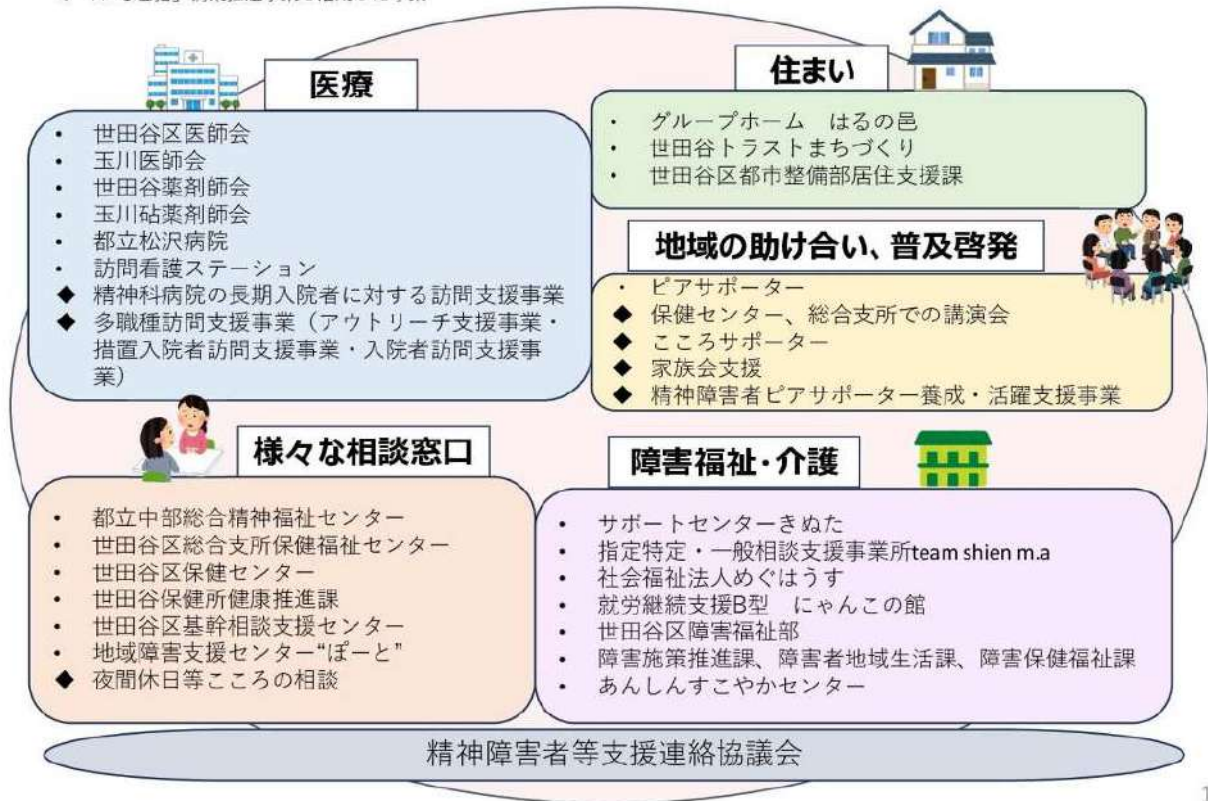 医療
・ 世田谷区医師会
・ 玉川医師会
・ 世田谷薬剤師会
・ 玉川砧薬剤師会
・ 都立松沢病院
・ 訪問看護ステーション
◆ 精神科病院の長期入院者に対する訪問支援事業
◆ 多職種訪問支援事業（アウトリーチ支援事業・
措置入院者訪問支援事業・入院者訪問支援事
業）
住まい
・ グループホーム　はるの邑
・ 世田谷トラストまちづくり
・ 世田谷区都市整備部居住支援課
地域の助け合い、普及啓発
・ ピアサポーター
◆ 保健センター、総合支所での講演会
◆ こころサポーター
◆ 家族会支援
◆ 精神障害者ピアサポーター養成・活躍支援事業
様々な相談窓口
・ 都立中部総合精神福祉センター
・ 世田谷区総合支所保健福祉センター
・ 世田谷区保健センター
・ 世田谷保健所健康推進課
・ 世田谷区基幹相談支援センター
・ 地域障害支援センター“ぽーと”
◆ 夜間休日等こころの相談
障害福祉・介護
・ サポートセンターきぬた
・ 指定特定・一般相談支援事業所team shien m.a
・ 社会福祉法人めぐはうす
・ 就労継続支援B型　にゃんこの館
・ 世田谷区障害福祉部
・ 障害施策推進課、障害者地域生活課、障害保健福祉課
・ あんしんすこやかセンター
精神障害者等支援連絡協議会
1